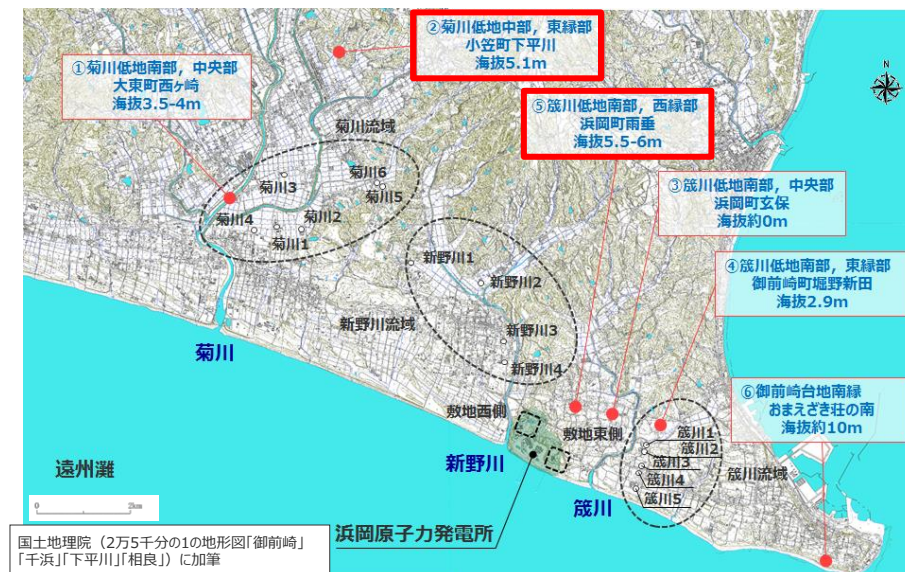 ②菊川低地中部，東縁部
小笠町下平川
海抜5.1m
①菊川低地南部，中央部
大東町西ヶ崎
海抜3.5-4m
⑤筬川低地南部，西縁部
浜岡町雨垂
海抜5.5-6m
N
菊川流域
菊川6
菊川3
菊川5
菊川4
菊川2
菊川1
③筬川低地南部，中央部
浜岡町玄保
海抜約0m
④筬川低地南部，東縁部
御前崎町堀野新田
海抜2.9m
新野川1
新野川2
新野川流域
新野川3
新野川4
菊川
⑥御前崎台地南縁
おまえざき荘の南
海抜約10m
敷地西側
敷地東側
筬川1
筬川2
筬川3
筬川4
筬川5
筬川流域
新野川
筬川
遠州灘
0 2km
浜岡原子力発電所
国土地理院（2万5千分の1の地形図「御前崎」
「千浜」「下平川」「相良」）に加筆